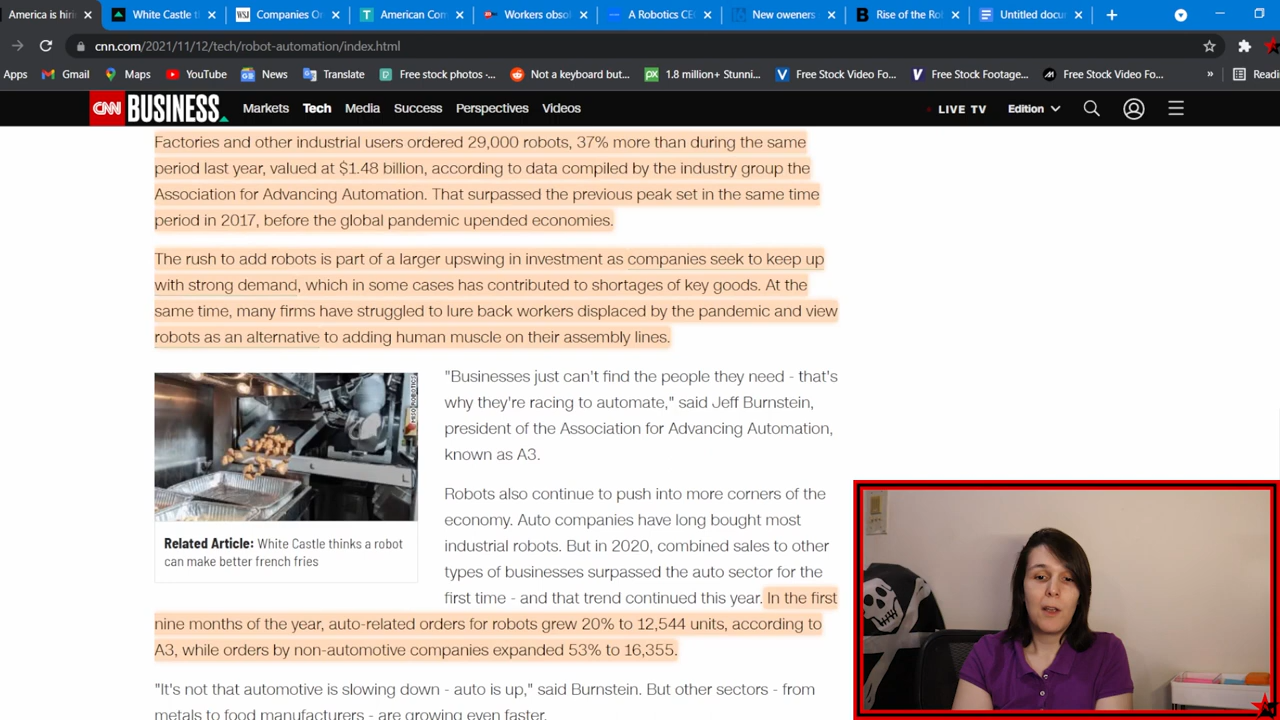 America is hiri
White Castle t
WSJ
Companies O
American Com
Workers obso
A Robotics CE
New owners
Rise of the Ro
Untitled docu
cnn.com/2021/11/12/tech/robot-automation/index.html
Apps
Gmail
Maps
YouTube
News
Translate
Free stock photos -...
Not a keyboard but...
1.8 million+ Stunni...
Free Stock Video Fo...
Free Stock Footage...
Free Stock Video Fo...
»
Readi
CNN BUSINESS
Markets
Tech
Media
Success
Perspectives
Videos
LIVE TV
Edition
Factories and other industrial users ordered 29,000 robots, 37% more than during the same
period last year, valued at $1.48 billion, according to data compiled by the industry group the
Association for Advancing Automation. That surpassed the previous peak set in the same time
period in 2017, before the global pandemic upended economies.
The rush to add robots is part of a larger upswing in investment as companies seek to keep up
with strong demand, which in some cases has contributed to shortages of key goods. At the
same time, many firms have struggled to lure back workers displaced by the pandemic and view
robots as an alternative to adding human muscle on their assembly lines.
MISO ROBOTICS
Related Article: White Castle thinks a robot
can make better french fries
"Businesses just can't find the people they need - that's
why they're racing to automate," said Jeff Burnstein,
president of the Association for Advancing Automation,
known as A3.
Robots also continue to push into more corners of the
economy. Auto companies have long bought most
industrial robots. But in 2020, combined sales to other
types of businesses surpassed the auto sector for the
first time - and that trend continued this year. In the first
nine months of the year, auto-related orders for robots grew 20% to 12,544 units, according to
A3, while orders by non-automotive companies expanded 53% to 16,355.
"It's not that automotive is slowing down - auto is up," said Burnstein. But other sectors - from
metals to food manufacturers - are growing even faster.